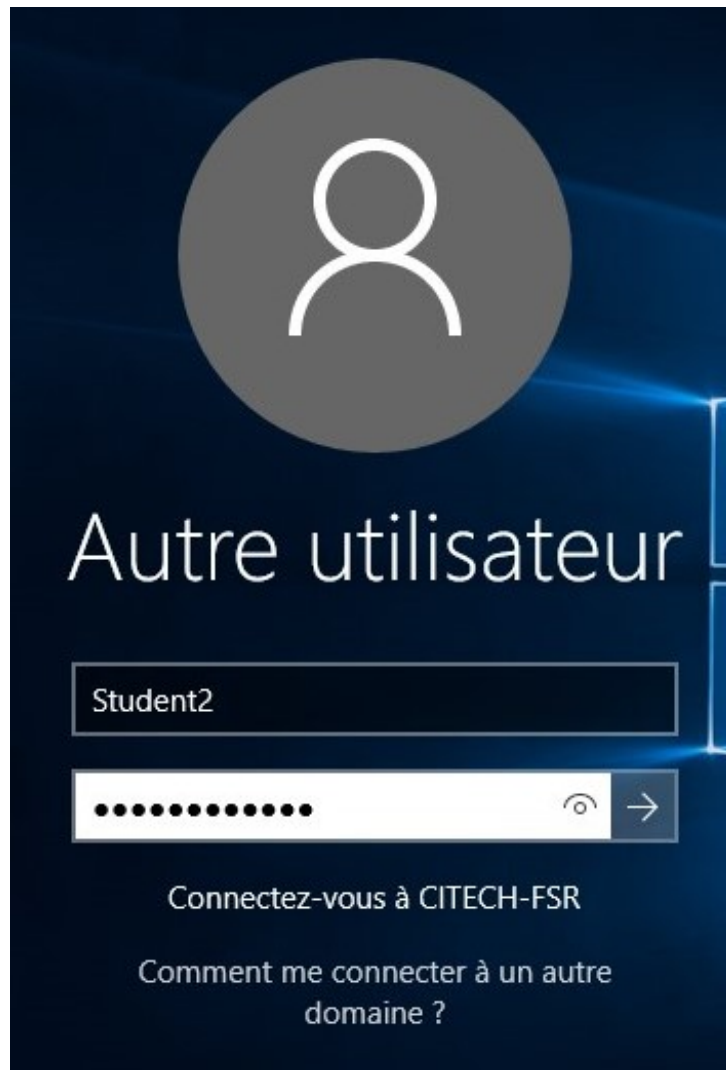 Autre utilisateur
Student2
••••••••••••
Connectez-vous à CITECH-FSR
Comment me connecter à un autre
domaine ?